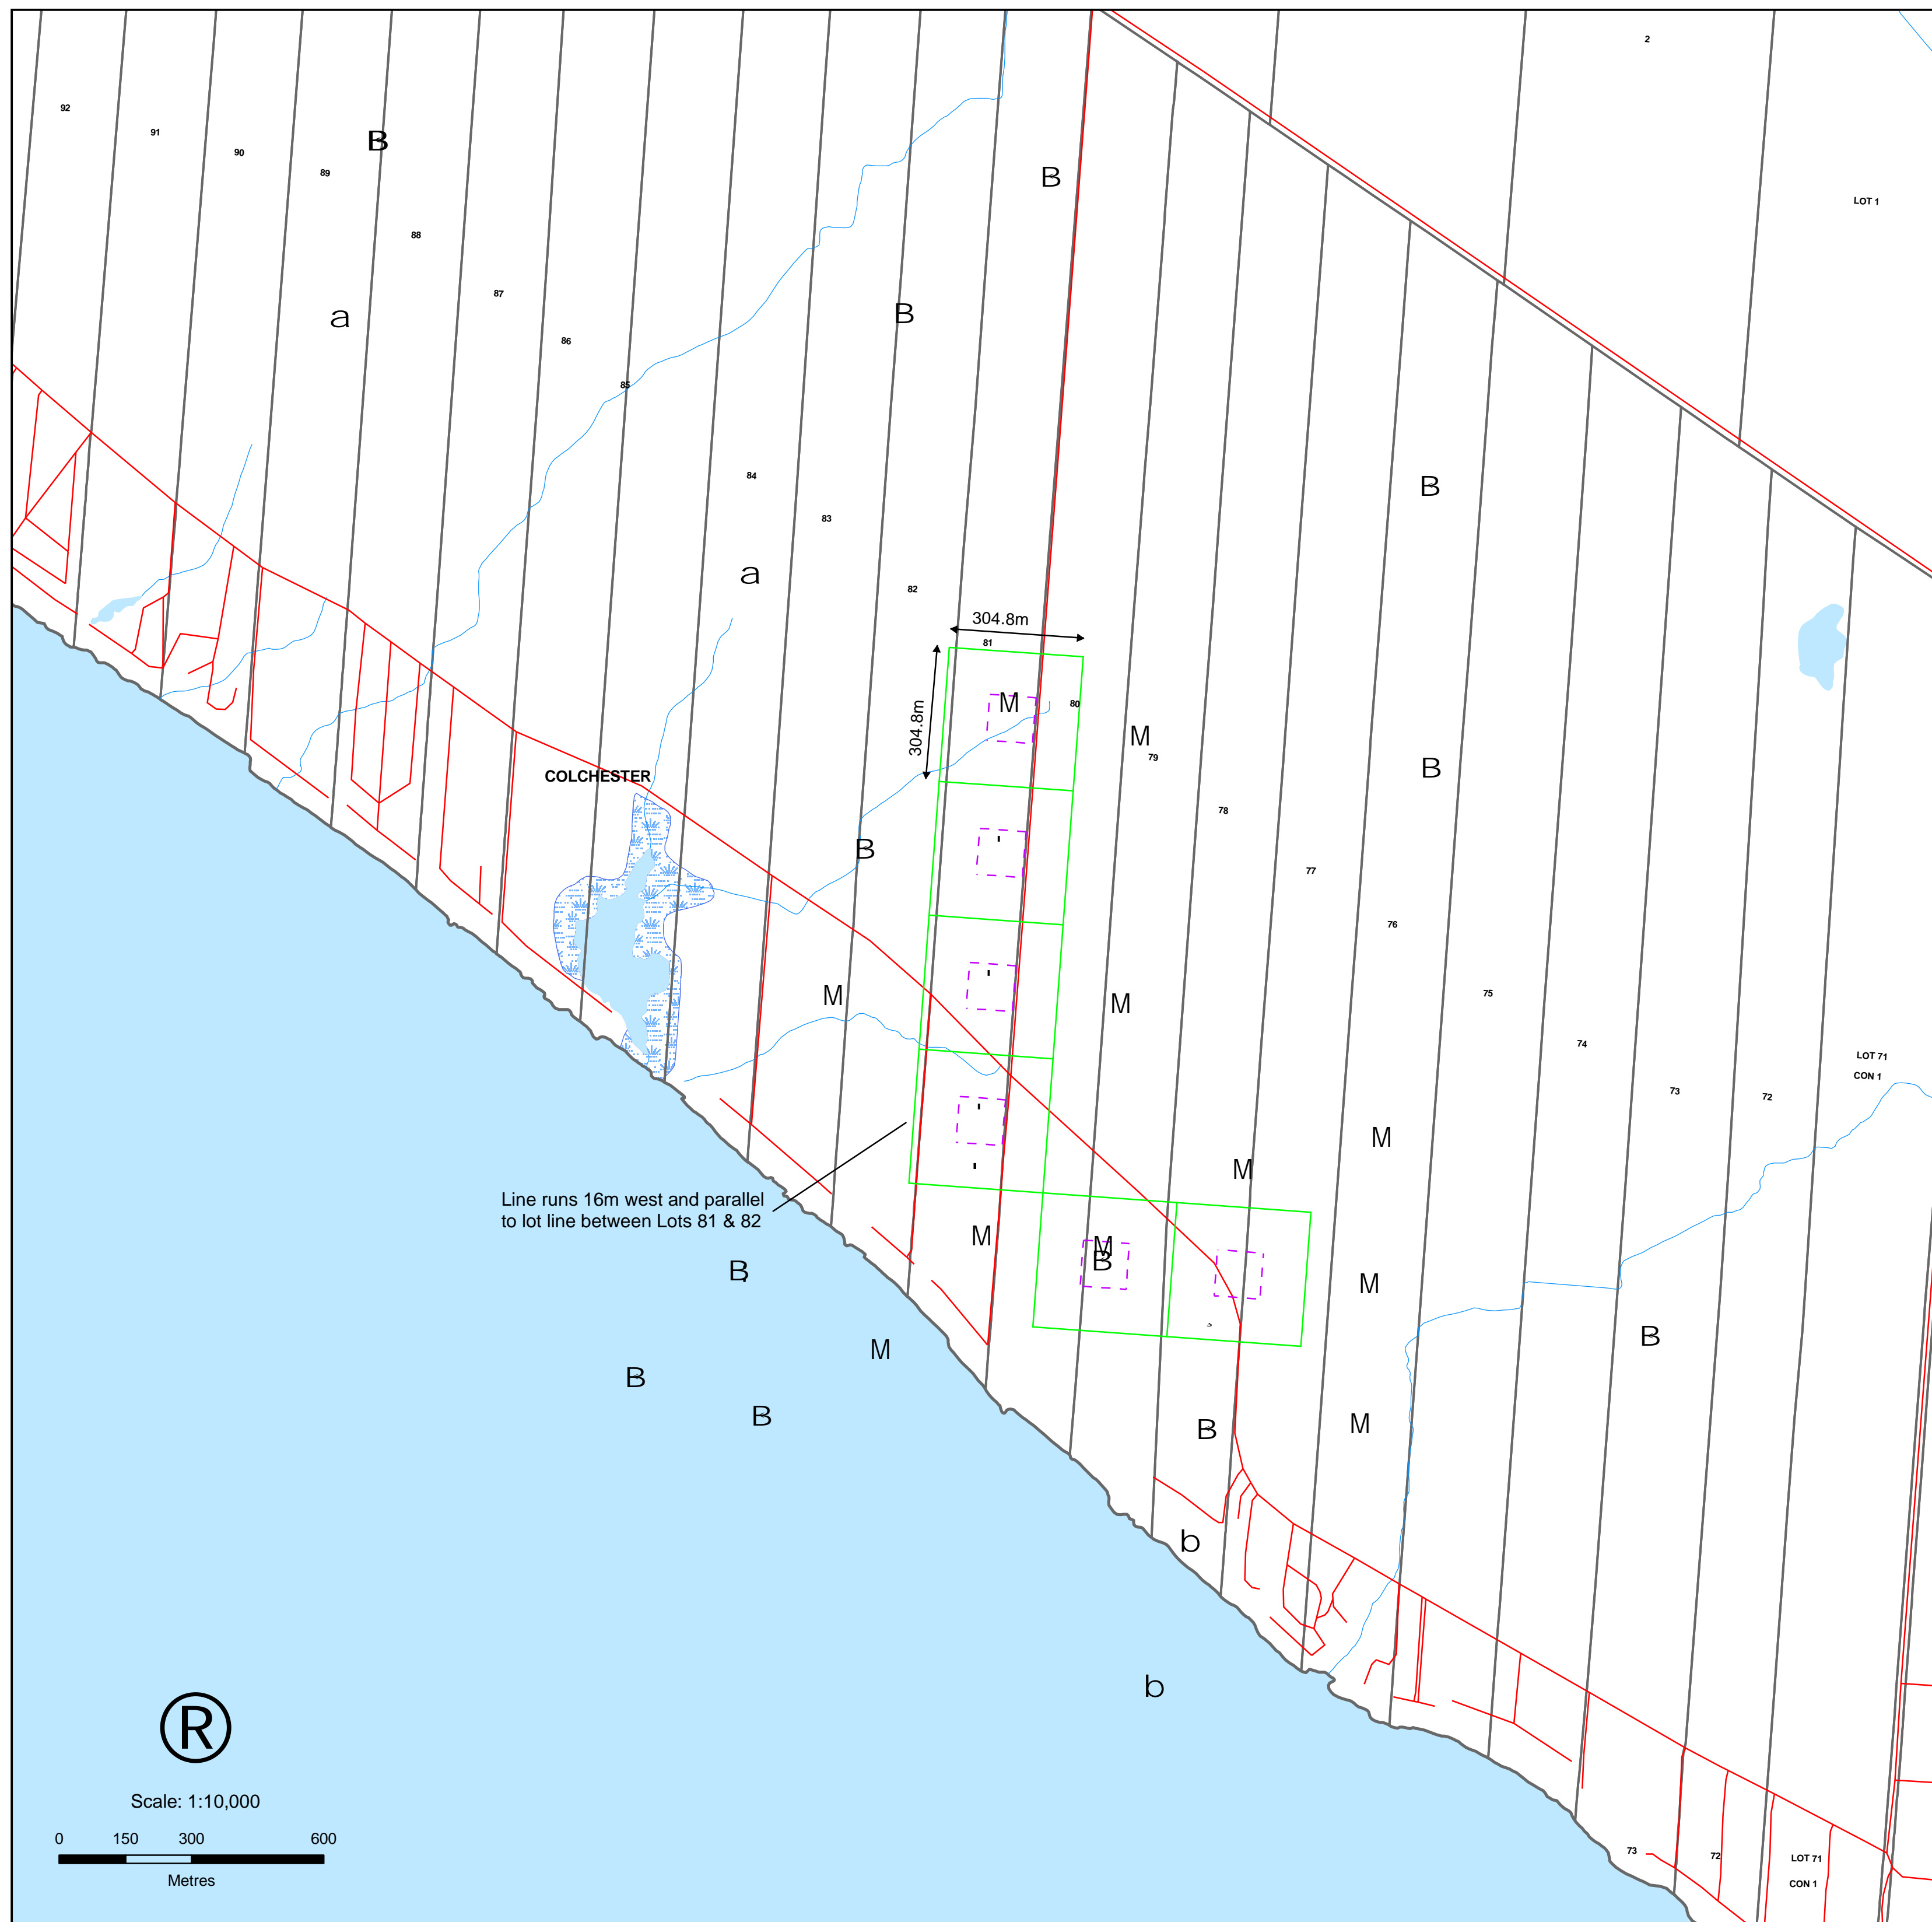 2
92
B
91
90
89
B
LOT 1
88
87
a
B
86
85
84
B
83
a
82
304.8m
81
M
80
304.8m
M
79
B
COLCHESTER
78
B
77
76
M
M
75
74
LOT 71
CON 1
73
72
M
M
Line runs 16m west and parallel
to lot line between Lots 81 & 82
M
M
B
B
M
B
M
B
B
M
B
b
b
®
Scale: 1:10,000
0 150 300 600
Metres
73
72
LOT 71
CON 1